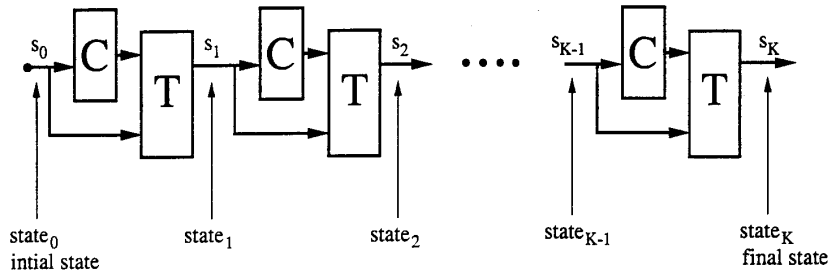 s0 C T s1 C T s2 sK-1 C T sK
state0 state1 state2 stateK-1 stateK
intial state final state